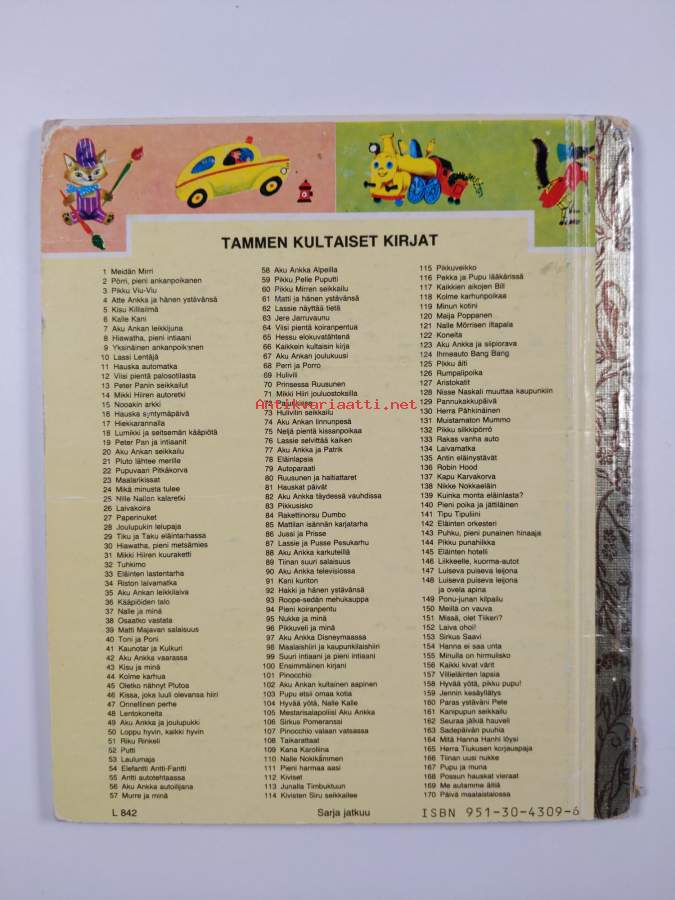 TAMMEN KULTAISET KIRJAT
1 Meidän Mirri
2 Pörri, pieni ankanpoikanen
3 Pikku Viu-Viu
4 Atte Ankka ja hänen ystävänsä
5 Kisu Killisilmä
6 Kalle Kani
7 Aku Ankan leikkijuna
8 Hiawatha, pieni intiaani
9 Yksinäinen ankanpoikanen
10 Lassi Lentäjä
11 Hauska automatka
12 Viisi pientä palosotilasta
13 Peter Panin seikkailut
14 Mikki Hiiren autoretki
15 Nooakin arkki
16 Hauska syntymäpäivä
17 Hiekkarannalla
18 Lumikki ja seitsemän kääpiötä
19 Peter Pan ja intiaanit
20 Aku Ankan seikkailu
21 Pluto lähtee merille
22 Pupuvaari Pitkäkorva
23 Maalarikissat
24 Mikä minusta tulee
25 Nille Nallen kalaretki
26 Laivakoira
27 Paperinuket
28 Joulupukin lelupaja
29 Tiku ja Taku eläintarhassa
30 Hiawatha, pieni metsämies
31 Mikki Hiiren kuuraketti
32 Tuhkimo
33 Eläinten lastentarha
34 Riston laivamatka
35 Aku Ankan leikkilaiva
36 Kääpiöiden talo
37 Nalle ja minä
38 Osaatko vastata
39 Matti Majavan salaisuus
40 Toni ja Poni
41 Kaunotar ja Kulkuri
42 Aku Ankka vaarassa
43 Kisu ja minä
44 Kolme karhua
45 Oletko nähnyt Plutoa
46 Kissa, joka luuli olevansa hiiri
47 Onnellinen perhe
48 Lentokoneita
49 Aku Ankka ja joulupukki
50 Loppu hyvin, kaikki hyvin
51 Riku Rinkeli
52 Putti
53 Laulumaja
54 Elefantti Antti-Fantti
55 Antti autotehtaassa
56 Aku Ankka autoilijana
57 Murre ja minä
L 842
58 Aku Ankka Alpeilla
59 Pikku Pelle Puputti
60 Pikku Mirren seikkailu
61 Matti ja hänen ystävänsä
62 Lassie näyttää tietä
63 Jere Jarruvaunu
64 Viisi pientä koiranpentua
65 Hessu elokuvatähtenä
66 Kaikkein kultaisin kirja
67 Aku Ankan joulukuusi
68 Perri ja Porro
69 Hulivili
70 Prinsessa Ruusunen
71 Mikki Hiiri jouluostoksilla
73 Hulivilin seikkailu
74 Aku Ankan linnunpesä
75 Neljä pientä kissanpoikaa
76 Lassie selvittää kaiken
77 Aku Ankka ja Patrik
78 Eläinlapsia
79 Autoparaati
80 Ruusunen ja haltiattaret
81 Hauskat päivät
82 Aku Ankka täydessä vauhdissa
83 Pikkusisko
84 Rakettinorsu Dumbo
85 Mattilan isännän karjatarha
86 Jussi ja Prisse
87 Lassie ja Pusse Pesukarhu
88 Aku Ankka karkuteillä
89 Tiinan suuri salaisuus
90 Aku Ankka televisiossa
91 Kani kuriton
92 Hakki ja hänen ystävänsä
93 Roope-sedän mehukauppa
94 Pieni koiranpentu
95 Nukke ja minä
96 Pikkuveli ja minä
97 Aku Ankka Disneymaassa
98 Maalaishiiri ja kaupunkilaishiiri
99 Suuri intiaani ja pieni intiaani
100 Ensimmäinen kirjani
101 Pinocchio
102 Aku Ankan kultainen aapinen
103 Pupu etsii omaa kotia
104 Hyvää yötä, Nalle Kalle
105 Mestarisalapoliisi Aku Ankka
106 Sirkus Pomeranssi
107 Pinocchio valaan vatsassa
108 Taikarattaat
109 Kana Karoliina
110 Nalle Nokikämmen
111 Pieni harmaa aasi
112 Kiviset
113 Junalla Timbuktuun
114 Kivisten Siru seikkailee
Sarja jatkuu
115 Pikkuveikko
116 Pekka ja Pupu lääkärissä
117 Kaikkien aikojen Bill
118 Kolme karhunpoikaa
119 Minun kotini
120 Maija Poppanen
121 Nalle Mörrisen iltapala
122 Koneita
123 Aku Ankka ja siipiorava
124 Ihmeauto Bang Bang
125 Pikku äiti
126 Rumpalipoika
127 Aristokatit
128 Nisse Naskali muuttaa kaupunkiin
129 Pannukakkupäivä
130 Herra Pähkinäinen
131 Muistamaton Mummo
132 Pikku silkkipörrö
133 Rakas vanha auto
134 Laivamatka
135 Antin eläinystävät
136 Robin Hood
137 Kapu Karvakorva
138 Nikke Nokkaeläin
139 Kuinka monta eläinlasta?
140 Pieni poika ja jättiläinen
141 Tipu Tipuliini
142 Eläinten orkesteri
143 Puhku, pieni punainen hinaaja
144 Pikku punahilkka
145 Eläinten hotelli
146 Liikkeelle, kuorma-autot
147 Luiseva puiseva leijona
148 Luiseva puiseva leijona
ja ovela apina
149 Ponu-junan kilpailu
150 Meillä on vauva
151 Missä, olet Tiikeri?
152 Laiva ohoi!
153 Sirkus Saavi
154 Hanna ei saa unta
155 Minulla on hirmulisko
156 Kaikki kivat värit
157 Villieläinten lapsia
158 Hyvää yötä, pikku pupu!
159 Jennin kesäyllätys
160 Paras ystäväni Pete
161 Kanipupun seikkailu
162 Seuraa jälkiä hauveli
163 Sadepäivän puuhia
164 Mitä Hanna Hanhi löysi
165 Herra Tiukusen korjauspaja
166 Tiinan uusi nukke
167 Pupu ja muna
168 Possun hauskat vieraat
169 Me autamme äitiä
170 Päivä maalaistalossa
ISBN 951-30-4309-6
Antikvariaatti.net